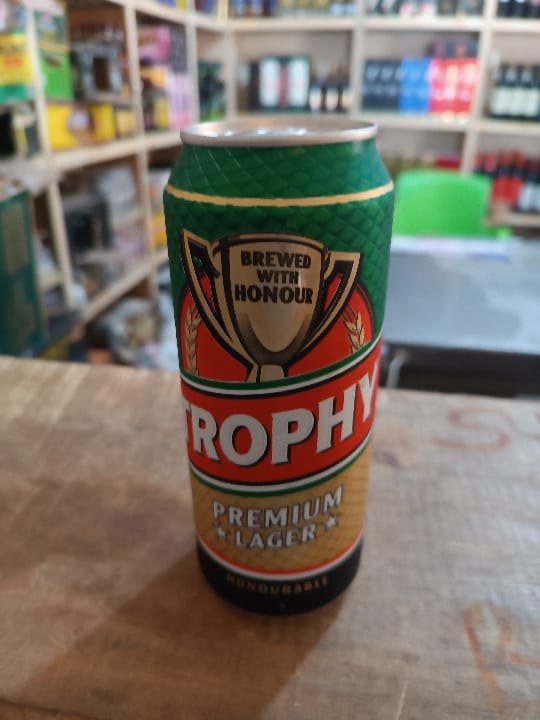 BREWED
WITH
HONOUR
TROPHY
PREMIUM
LAGER
HONOURABLE